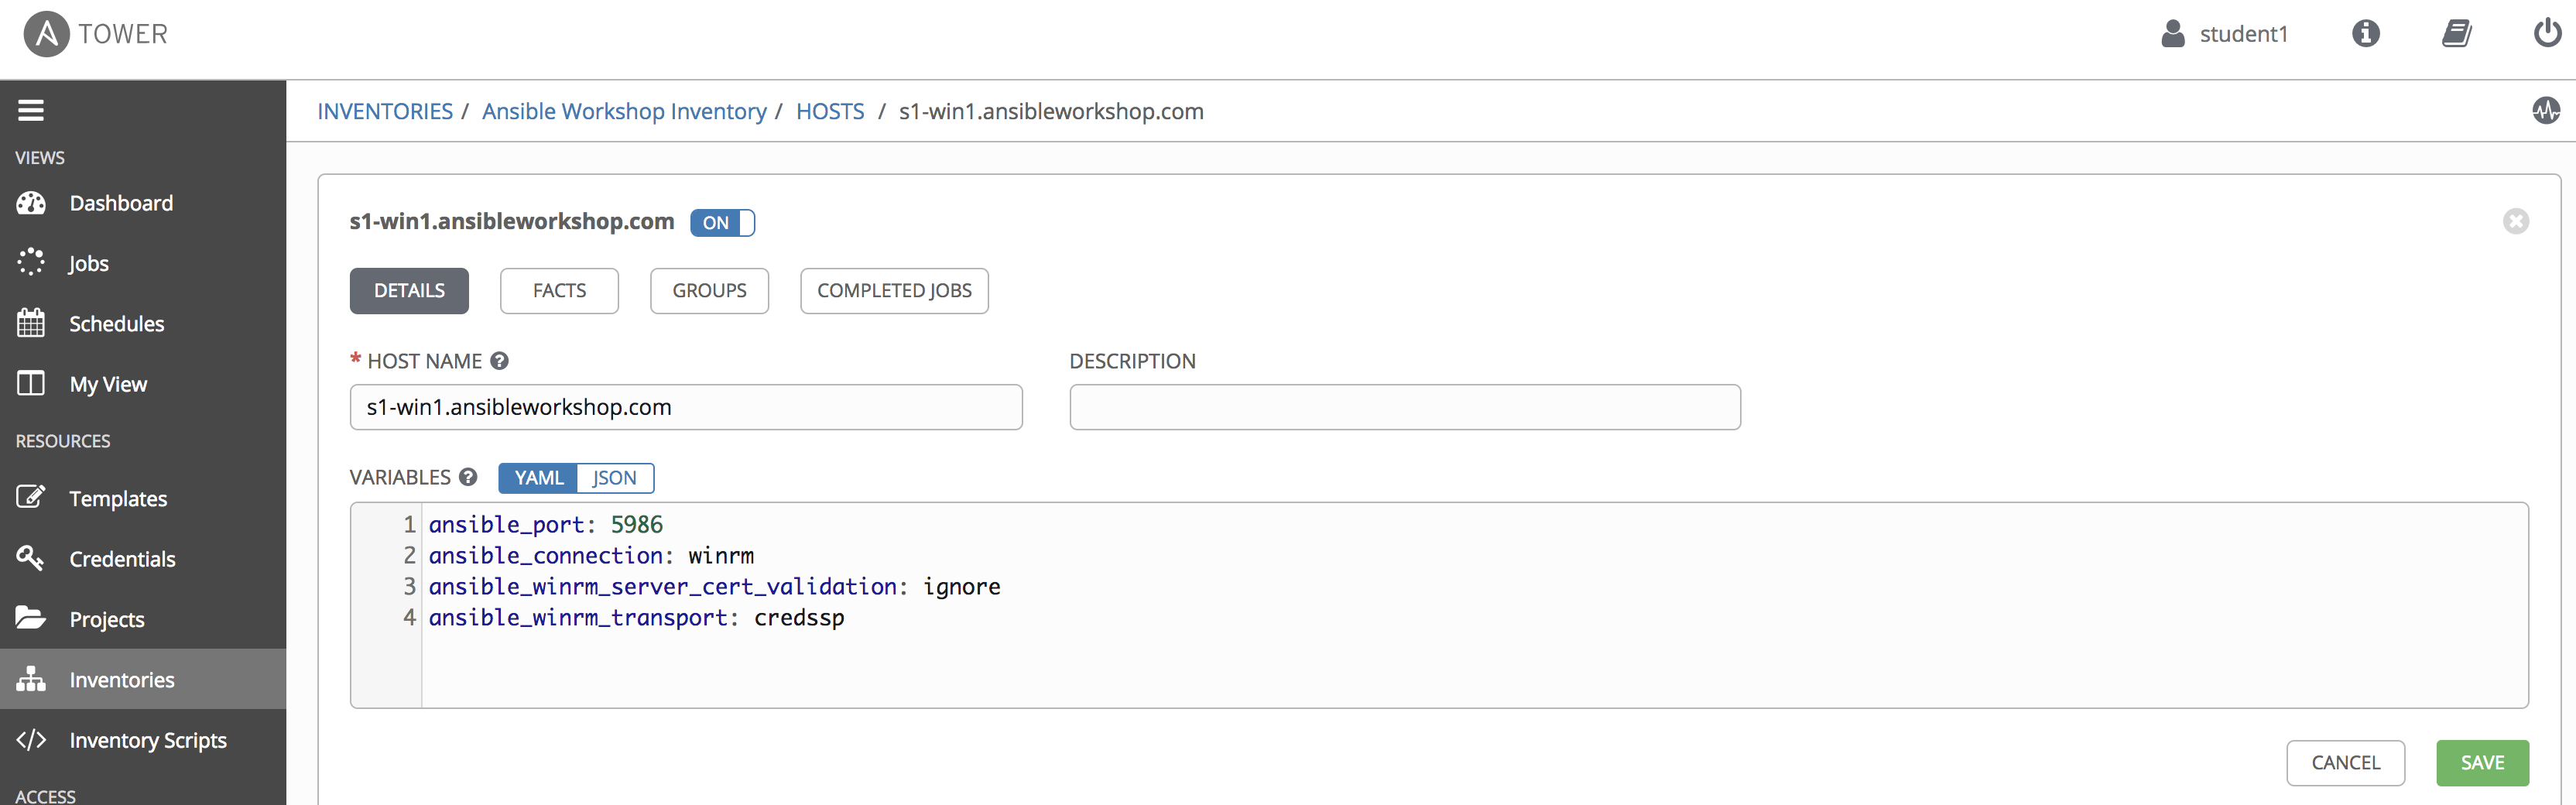 TOWER
student1
VIEWS
Dashboard
Jobs
Schedules
My View
RESOURCES
Templates
Credentials
Projects
Inventories
Inventory Scripts
ACCESS
INVENTORIES / Ansible Workshop Inventory / HOSTS / s1-win1.ansibleworkshop.com
s1-win1.ansibleworkshop.com ON
DETAILS FACTS GROUPS COMPLETED JOBS
* HOST NAME ? DESCRIPTION
s1-win1.ansibleworkshop.com
VARIABLES ? YAML JSON
1 ansible_port: 5986
2 ansible_connection: winrm
3 ansible_winrm_server_cert_validation: ignore
4 ansible_winrm_transport: credssp
CANCEL SAVE